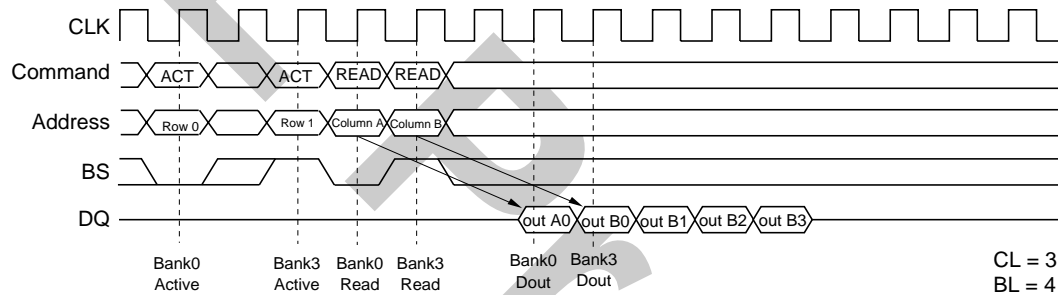 CLK
Command ACT ACT READ READ
Address Row 0 Row 1 Column A Column B
BS
DQ out A0 out B0 out B1 out B2 out B3
Bank0 Active
Bank3 Active
Bank0 Read
Bank3 Read
Bank0 Dout
Bank3 Dout
CL = 3
BL = 4